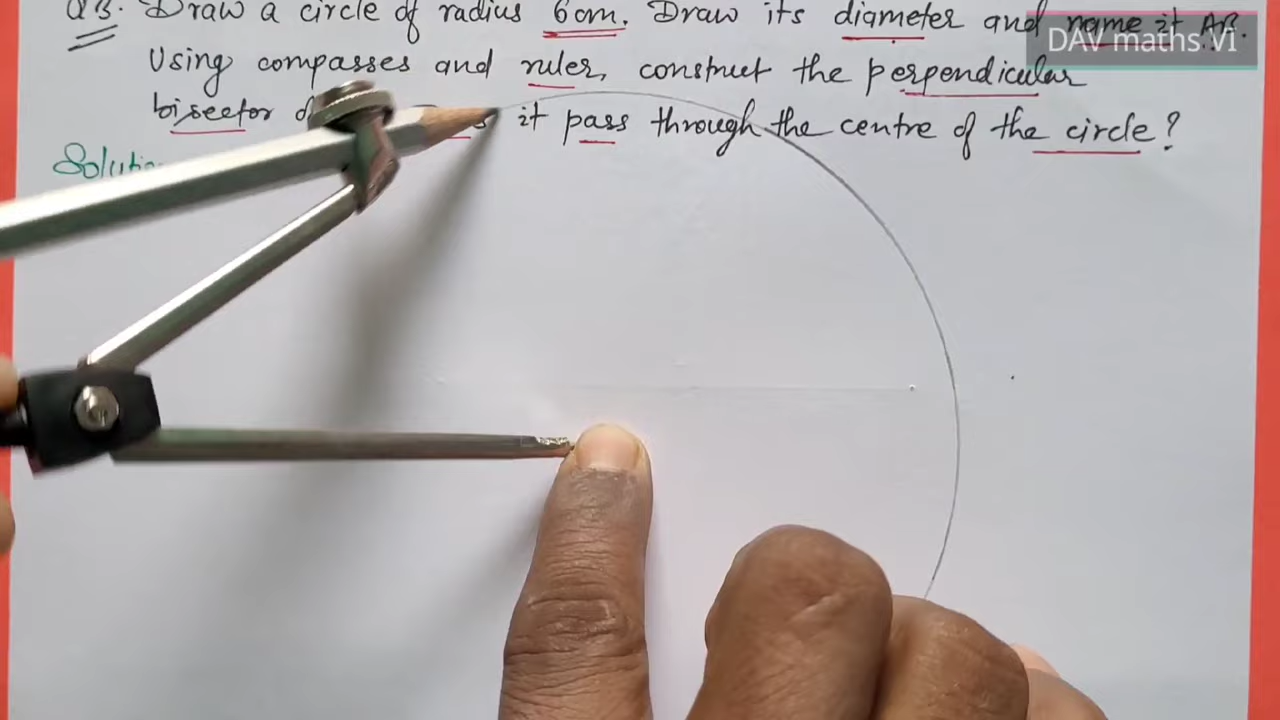 Q3. Draw a circle of radius 6cm. Draw its diameter and name it AB.
DAV maths VI
Using compasses and ruler, construct the perpendicular
bisector it pass through the centre of the circle?